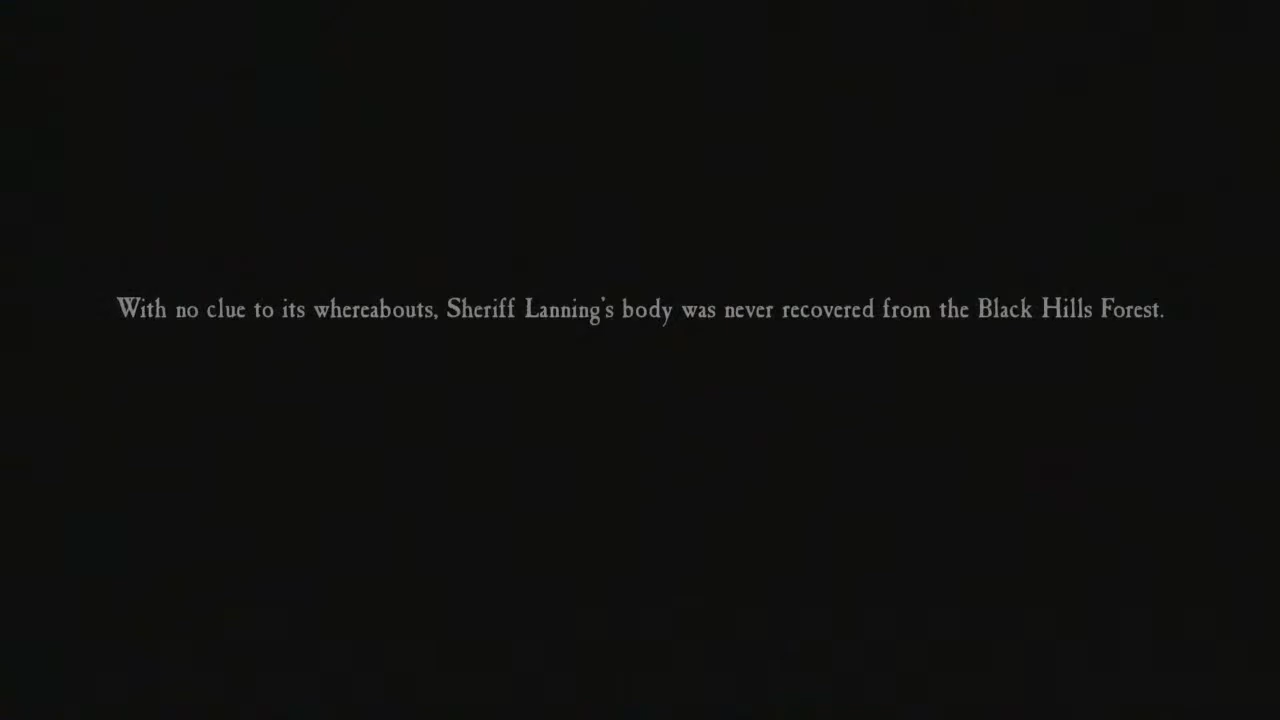 With no clue to its whereabouts, Sheriff Lanning's body was never recovered from the Black Hills Forest.